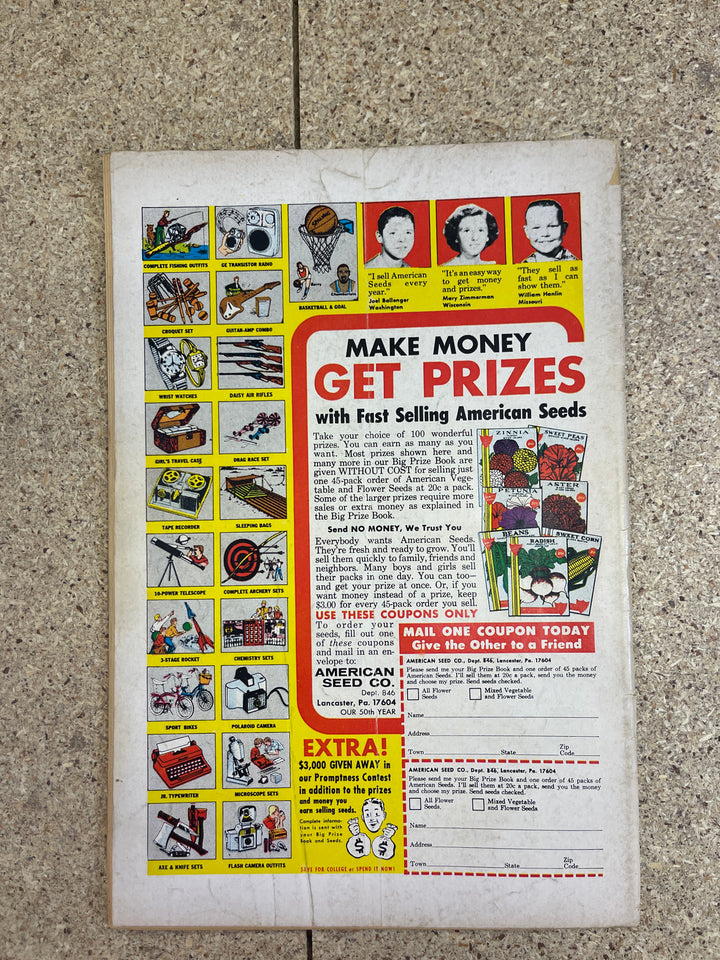 COMPLETE FISHING OUTFITS
GE TRANSISTOR RADIO
BASKETBALL & GOAL
CROQUET SET
GUITAR-AMP COMBO
WRIST WATCHES
DAISY AIR RIFLES
GIRL'S TRAVEL CASE
DRAG RACE SET
TAPE RECORDER
SLEEPING BAGS
10-POWER TELESCOPE
COMPLETE ARCHERY SETS
3-STAGE ROCKET
CHEMISTRY SETS
SPORT BIKES
POLAROID CAMERA
JR. TYPEWRITER
MICROSCOPE SETS
AXE & KNIFE SETS
FLASH CAMERA OUTFITS
"I sell American
Seeds every
year."
Joel Ballenger
Washington
"It's an easy way
to get money
and prizes."
Mary Zimmerman
Wisconsin
"They sell as
fast as I can
show them."
William Hanlin
Missouri
MAKE MONEY
GET PRIZES
with Fast Selling American Seeds
Take your choice of 100 wonderful
prizes. You can earn as many as you
want. Most prizes shown here and
many more in our Big Prize Book are
given WITHOUT COST for selling just
one 45-pack order of American Vege-
table and Flower Seeds at 20c a pack.
Some of the larger prizes require more
sales or extra money as explained in
the Big Prize Book.
Send NO MONEY, We Trust You
Everybody wants American Seeds.
They're fresh and ready to grow. You'll
sell them quickly to family, friends and
neighbors. Many boys and girls sell
their packs in one day. You can too—
and get your prize at once. Or, if you
want money instead of a prize, keep
$3.00 for every 45-pack order you sell.
USE THESE COUPONS ONLY
To order your
seeds, fill out one
of these coupons
and mail in an en-
velope to:
AMERICAN
SEED CO.
Dept. 846
Lancaster, Pa. 17604
OUR 50th YEAR
ZINNIA
SWEET PEAS
PETUNIA
ASTER
BEANS
RADISH
SWEET CORN
MAIL ONE COUPON TODAY
Give the Other to a Friend
AMERICAN SEED CO., Dept. 846, Lancaster, Pa. 17604
Please send me your Big Prize Book and one order of 45 packs of
American Seeds. I'll sell them at 20c a pack, send you the money
and choose my prize. Send seeds checked.
All Flower
Seeds
Mixed Vegetable
and Flower Seeds
Name
Address
Town State Zip
Code
AMERICAN SEED CO., Dept. 846, Lancaster, Pa. 17604
Please send me your Big Prize Book and one order of 45 packs of
American Seeds. I'll sell them at 20c a pack, send you the money
and choose my prize. Send seeds checked.
All Flower
Seeds
Mixed Vegetable
and Flower Seeds
Name
Address
Town State Zip
Code
EXTRA!
$3,000 GIVEN AWAY in
our Promptness Contest
in addition to the prizes
and money you
earn selling seeds.
Complete informa-
tion is sent with
your Big Prize
Book and Seeds.
$ $
SAVE FOR COLLEGE or SPEND IT NOW!